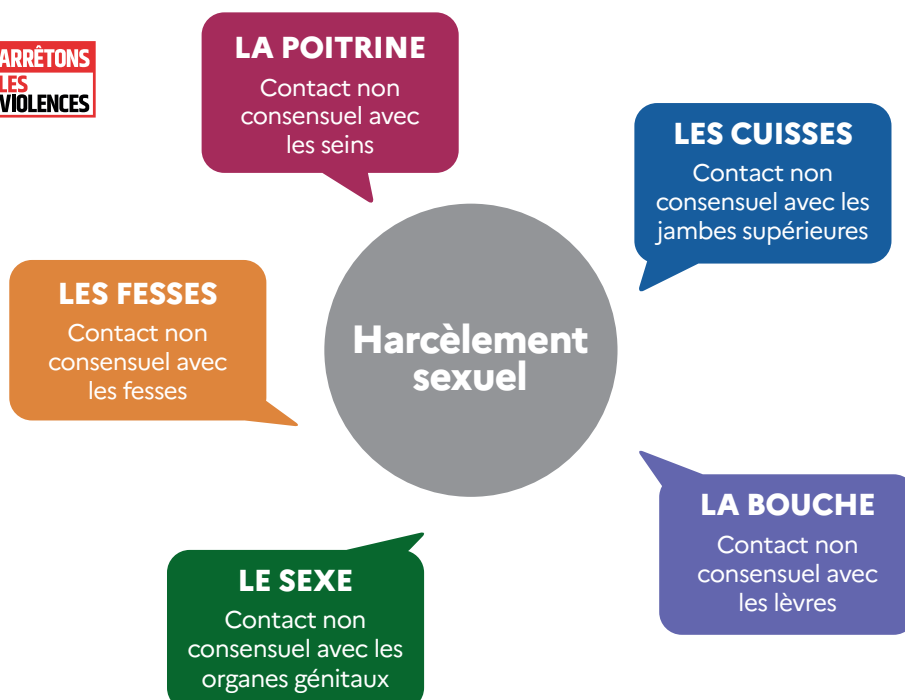 ARRÊTONS
LES
VIOLENCES
LA POITRINE
Contact non
consensuel avec
les seins
LES CUISSES
Contact non
consensuel avec les
jambes supérieures
LES FESSES
Contact non
consensuel avec
les fesses
Harcèlement
sexuel
LA BOUCHE
Contact non
consensuel avec
les lèvres
LE SEXE
Contact non
consensuel avec les
organes génitaux